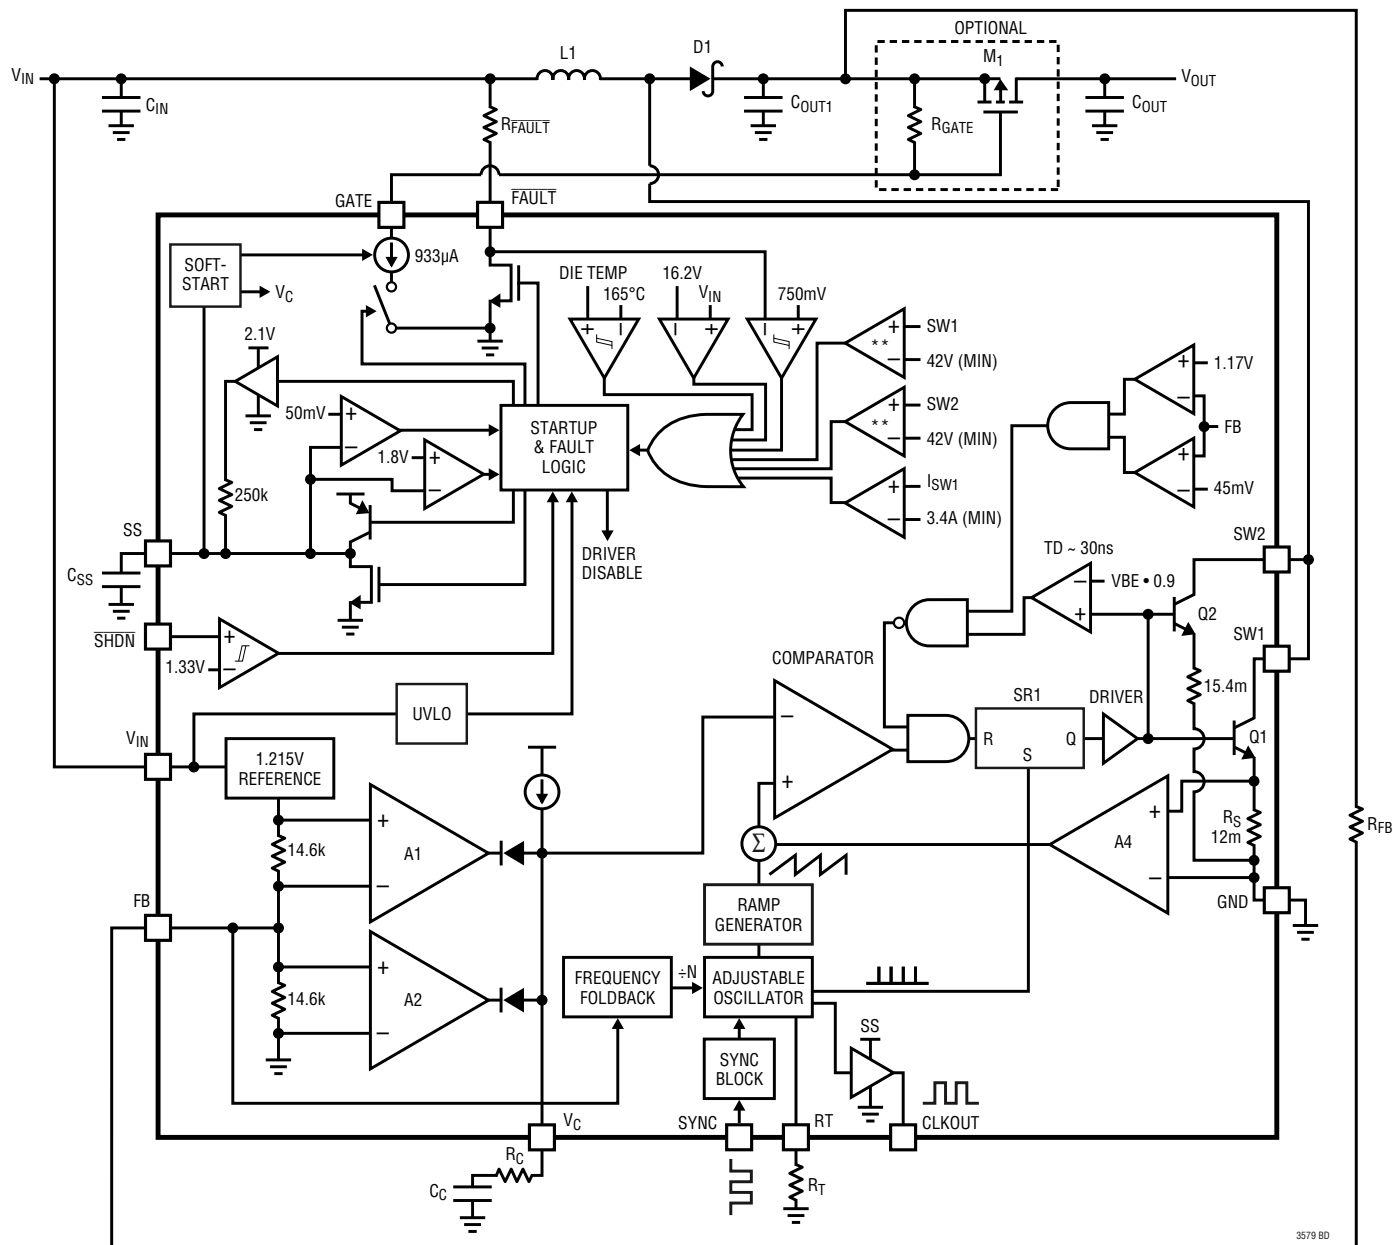 OPTIONAL
L1
D1
M1
VIN
VOUT
CIN
RFAULT
COUT1
RGATE
COUT
GATE
FAULT
SOFT-
START
933µA
VC
DIE TEMP
165°C
16.2V
VIN
750mV
+
−
−
+
−
+
2.1V
50mV
+
−
1.8V
+
−
STARTUP
& FAULT
LOGIC
+
**
−
SW1
42V (MIN)
+
**
−
SW2
42V (MIN)
+
−
ISW1
3.4A (MIN)
+
−
1.17V
FB
+
−
45mV
250k
SS
CSS
DRIVER
DISABLE
SHDN
1.33V
+
−
TD ~ 30ns
−
+
VBE • 0.9
SW2
Q2
SW1
15.4m
COMPARATOR
−
+
SR1
R
S
Q
DRIVER
Q1
UVLO
VIN
1.215V
REFERENCE
14.6k
+
−
A1
Σ
A4
+
−
RS
12m
RFB
GND
FB
RAMP
GENERATOR
14.6k
+
−
A2
FREQUENCY
FOLDBACK
÷N
ADJUSTABLE
OSCILLATOR
SS
SYNC
BLOCK
VC
SYNC
RT
CLKOUT
RC
CC
RT
3579 BD